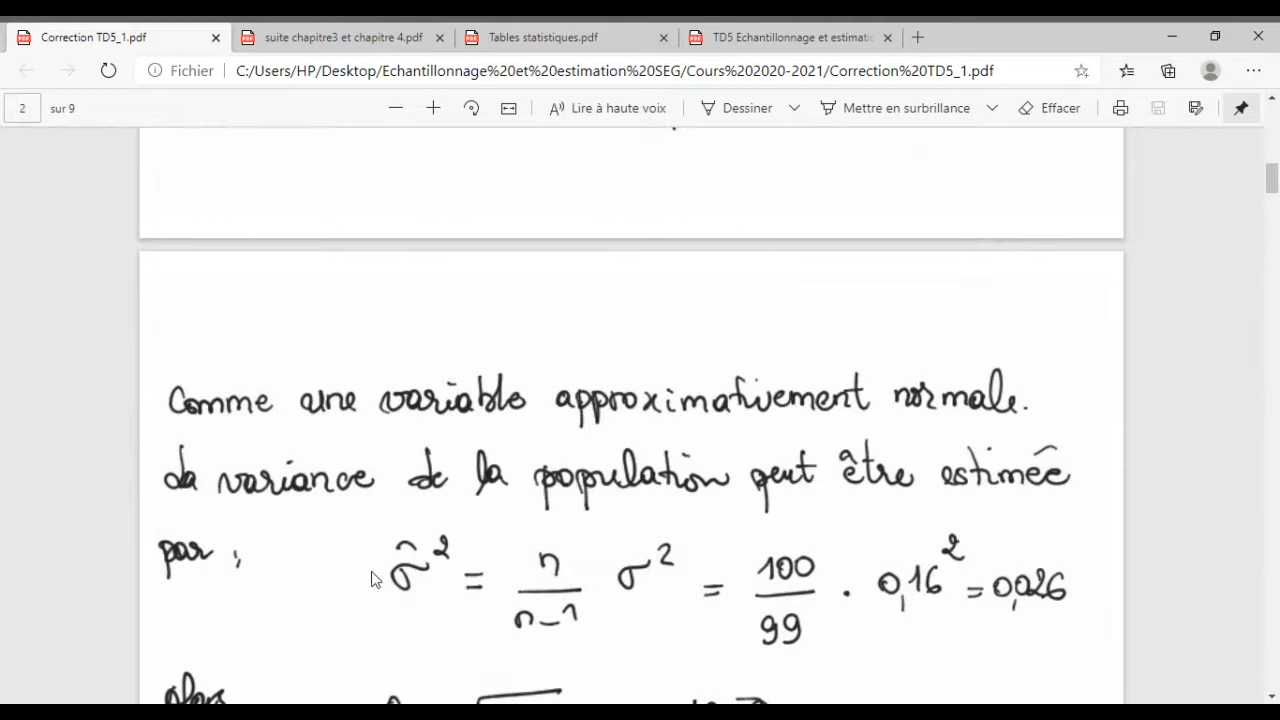 Correction TD5_1.pdf
suite chapitre3 et chapitre 4.pdf
Tables statistiques.pdf
TD5 Echantillonnage et estimati
Fichier
C:/Users/HP/Desktop/Echantillonnage%20et%20estimation%20SEG/Cours%202020-2021/Correction%20TD5_1.pdf
2 sur 9
Lire à haute voix
Dessiner
Mettre en surbrillance
Effacer
Comme une variable approximativement normale.
La variance de la population peut être estimée
par : σ̂² = n/(n-1) σ² = 100/99 . 0,16² = 0,026
alors